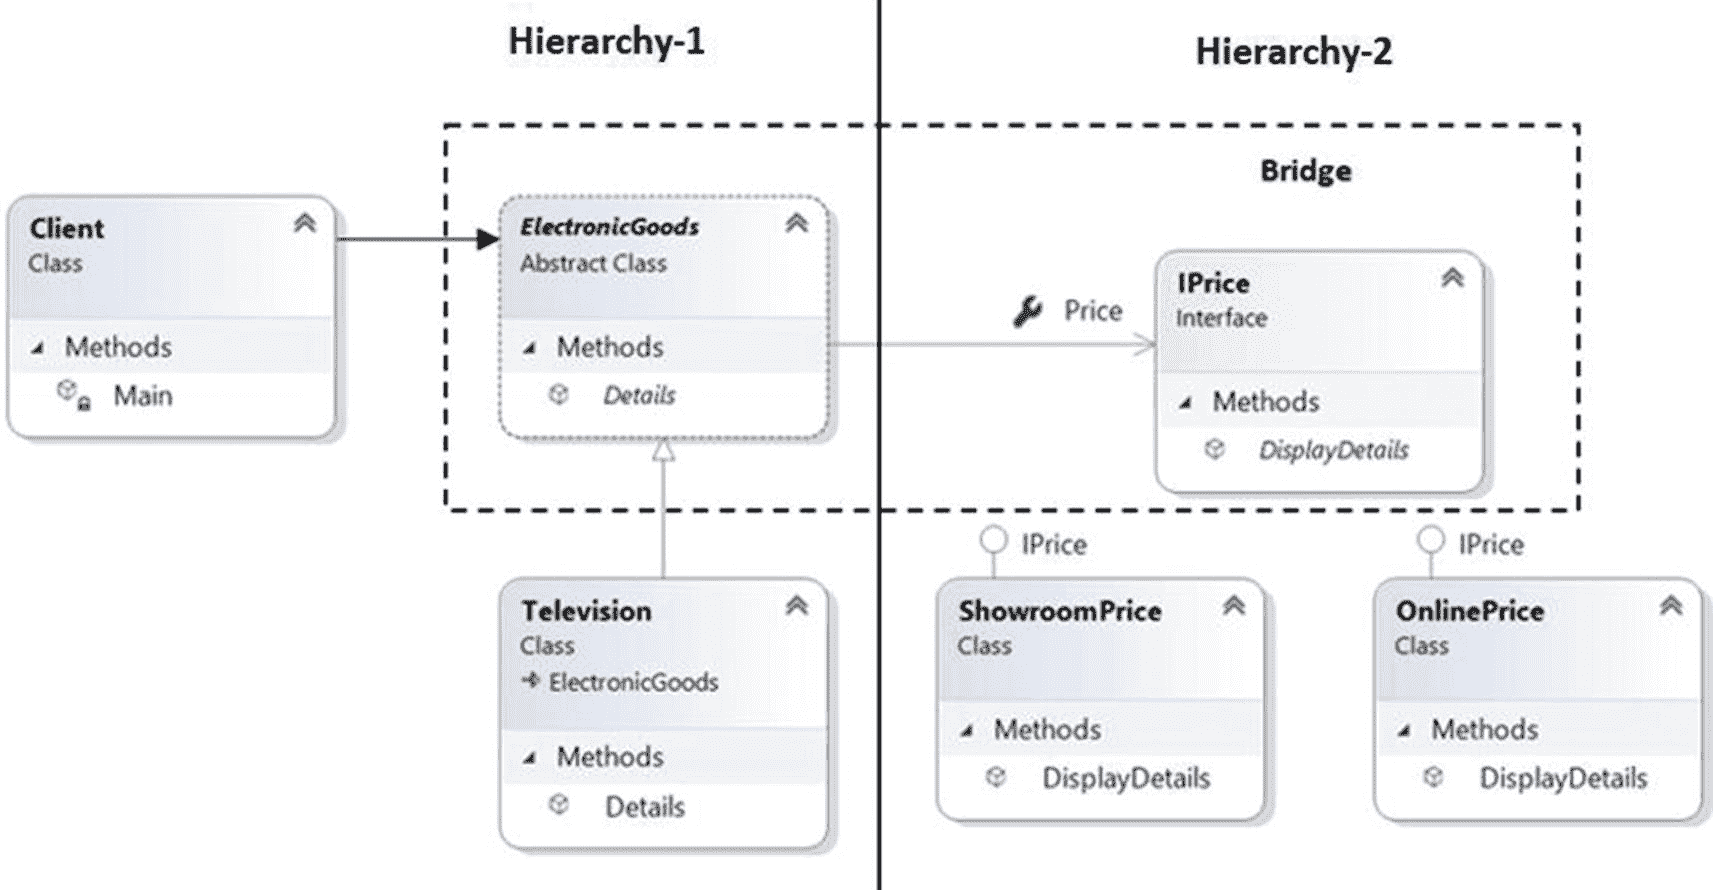 Hierarchy-1
Hierarchy-2
Bridge
Client
Class
Methods
Main
ElectronicGoods
Abstract Class
Methods
Details
Price
IPrice
Interface
Methods
DisplayDetails
Television
Class
ElectronicGoods
Methods
Details
IPrice
ShowroomPrice
Class
Methods
DisplayDetails
IPrice
OnlinePrice
Class
Methods
DisplayDetails